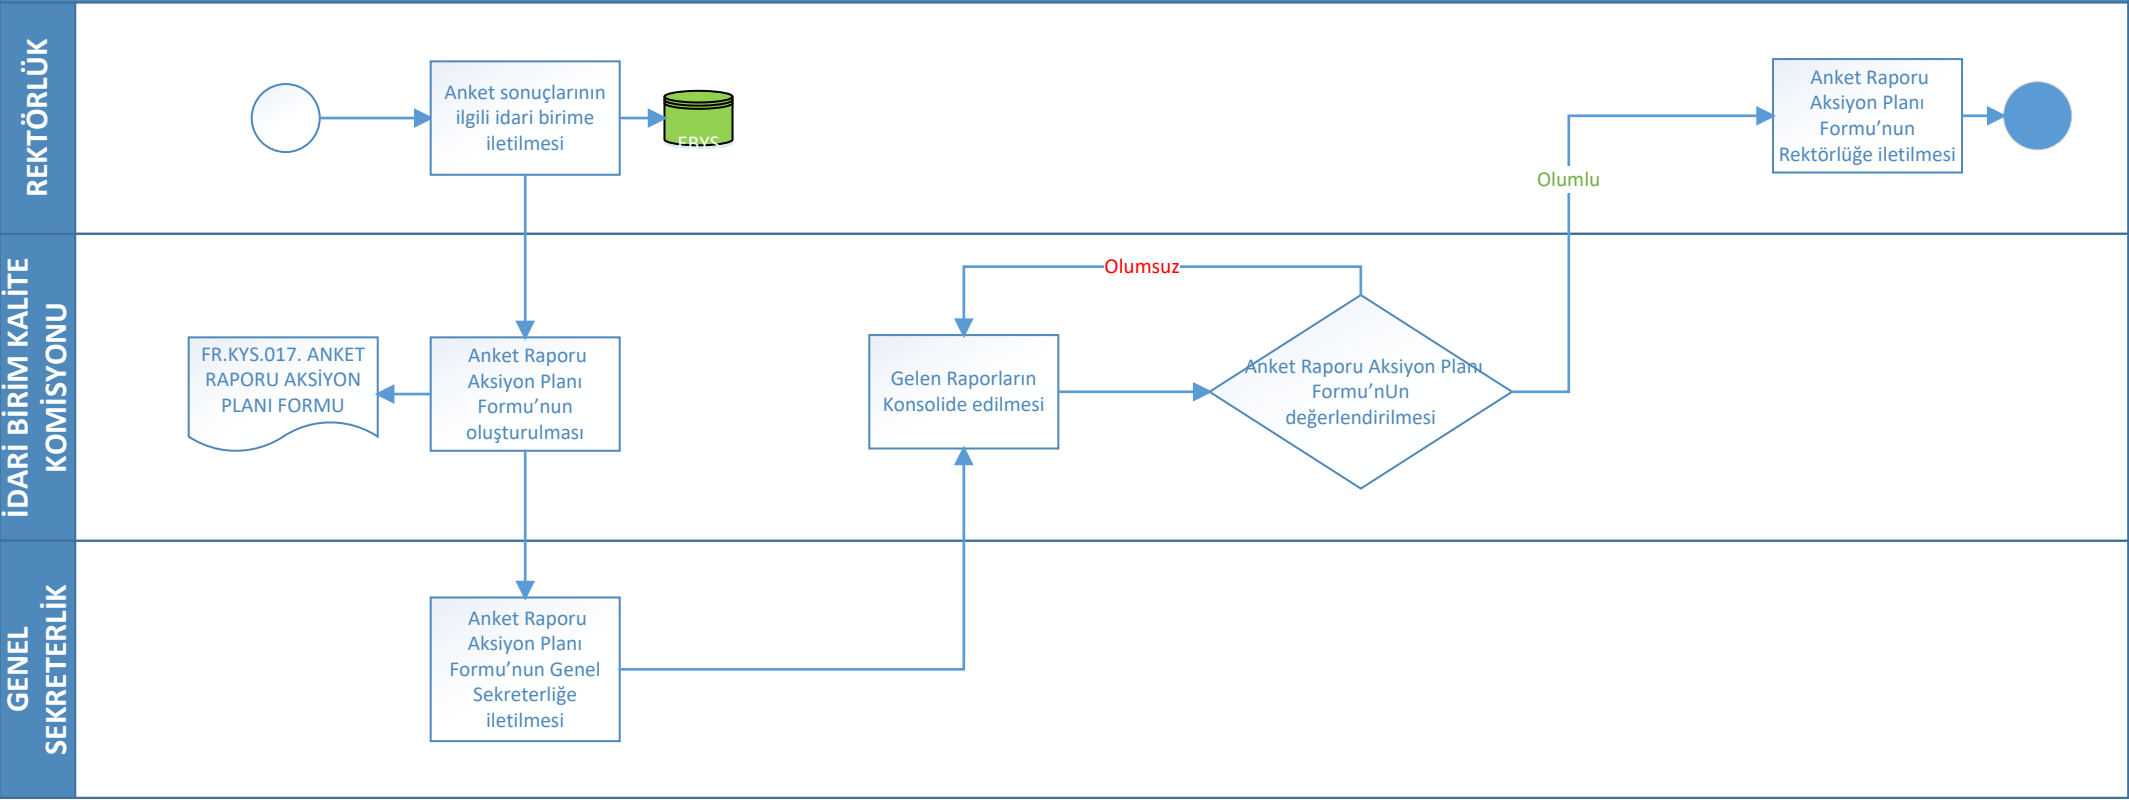 REKTÖRLÜK
Anket sonuçlarının
ilgili idari birime
iletilmesi
EBYS
Olumlu
Anket Raporu
Aksiyon Planı
Formu’nun
Rektörlüğe iletilmesi
İDARİ BİRİM KALİTE
KOMİSYONU
FR.KYS.017. ANKET
RAPORU AKSİYON
PLANI FORMU
Anket Raporu
Aksiyon Planı
Formu’nun
oluşturulması
Olumsuz
Gelen Raporların
Konsolide edilmesi
Anket Raporu Aksiyon Planı
Formu’nUn
değerlendirilmesi
GENEL
SEKRETERLİK
Anket Raporu
Aksiyon Planı
Formu’nun Genel
Sekreterliğe
iletilmesi